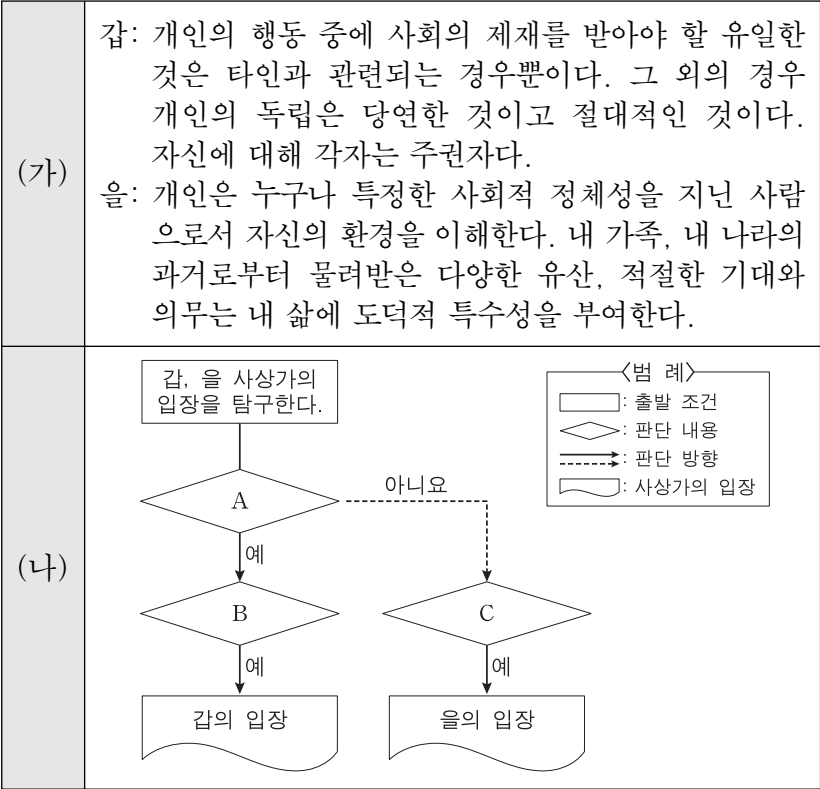 (가)
갑: 개인의 행동 중에 사회의 제재를 받아야 할 유일한
것은 타인과 관련되는 경우뿐이다. 그 외의 경우
개인의 독립은 당연한 것이고 절대적인 것이다.
자신에 대해 각자는 주권자다.
을: 개인은 누구나 특정한 사회적 정체성을 지닌 사람
으로서 자신의 환경을 이해한다. 내 가족, 내 나라의
과거로부터 물려받은 다양한 유산, 적절한 기대와
의무는 내 삶에 도덕적 특수성을 부여한다.
(나)
갑, 을 사상가의
입장을 탐구한다.
〈범 례〉
: 출발 조건
: 판단 내용
: 판단 방향
: 사상가의 입장
A
아니요
예
B
C
예
예
갑의 입장
을의 입장